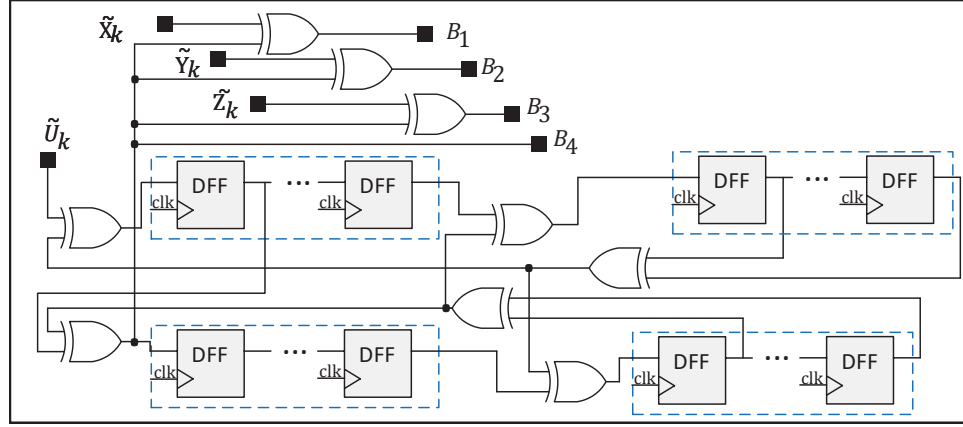 X̃k
B1
Ỹk
B2
Z̃k
B3
Ũk
B4
DFF ... DFF
clk clk
DFF ... DFF
clk clk
DFF ... DFF
clk clk
DFF ... DFF
clk clk